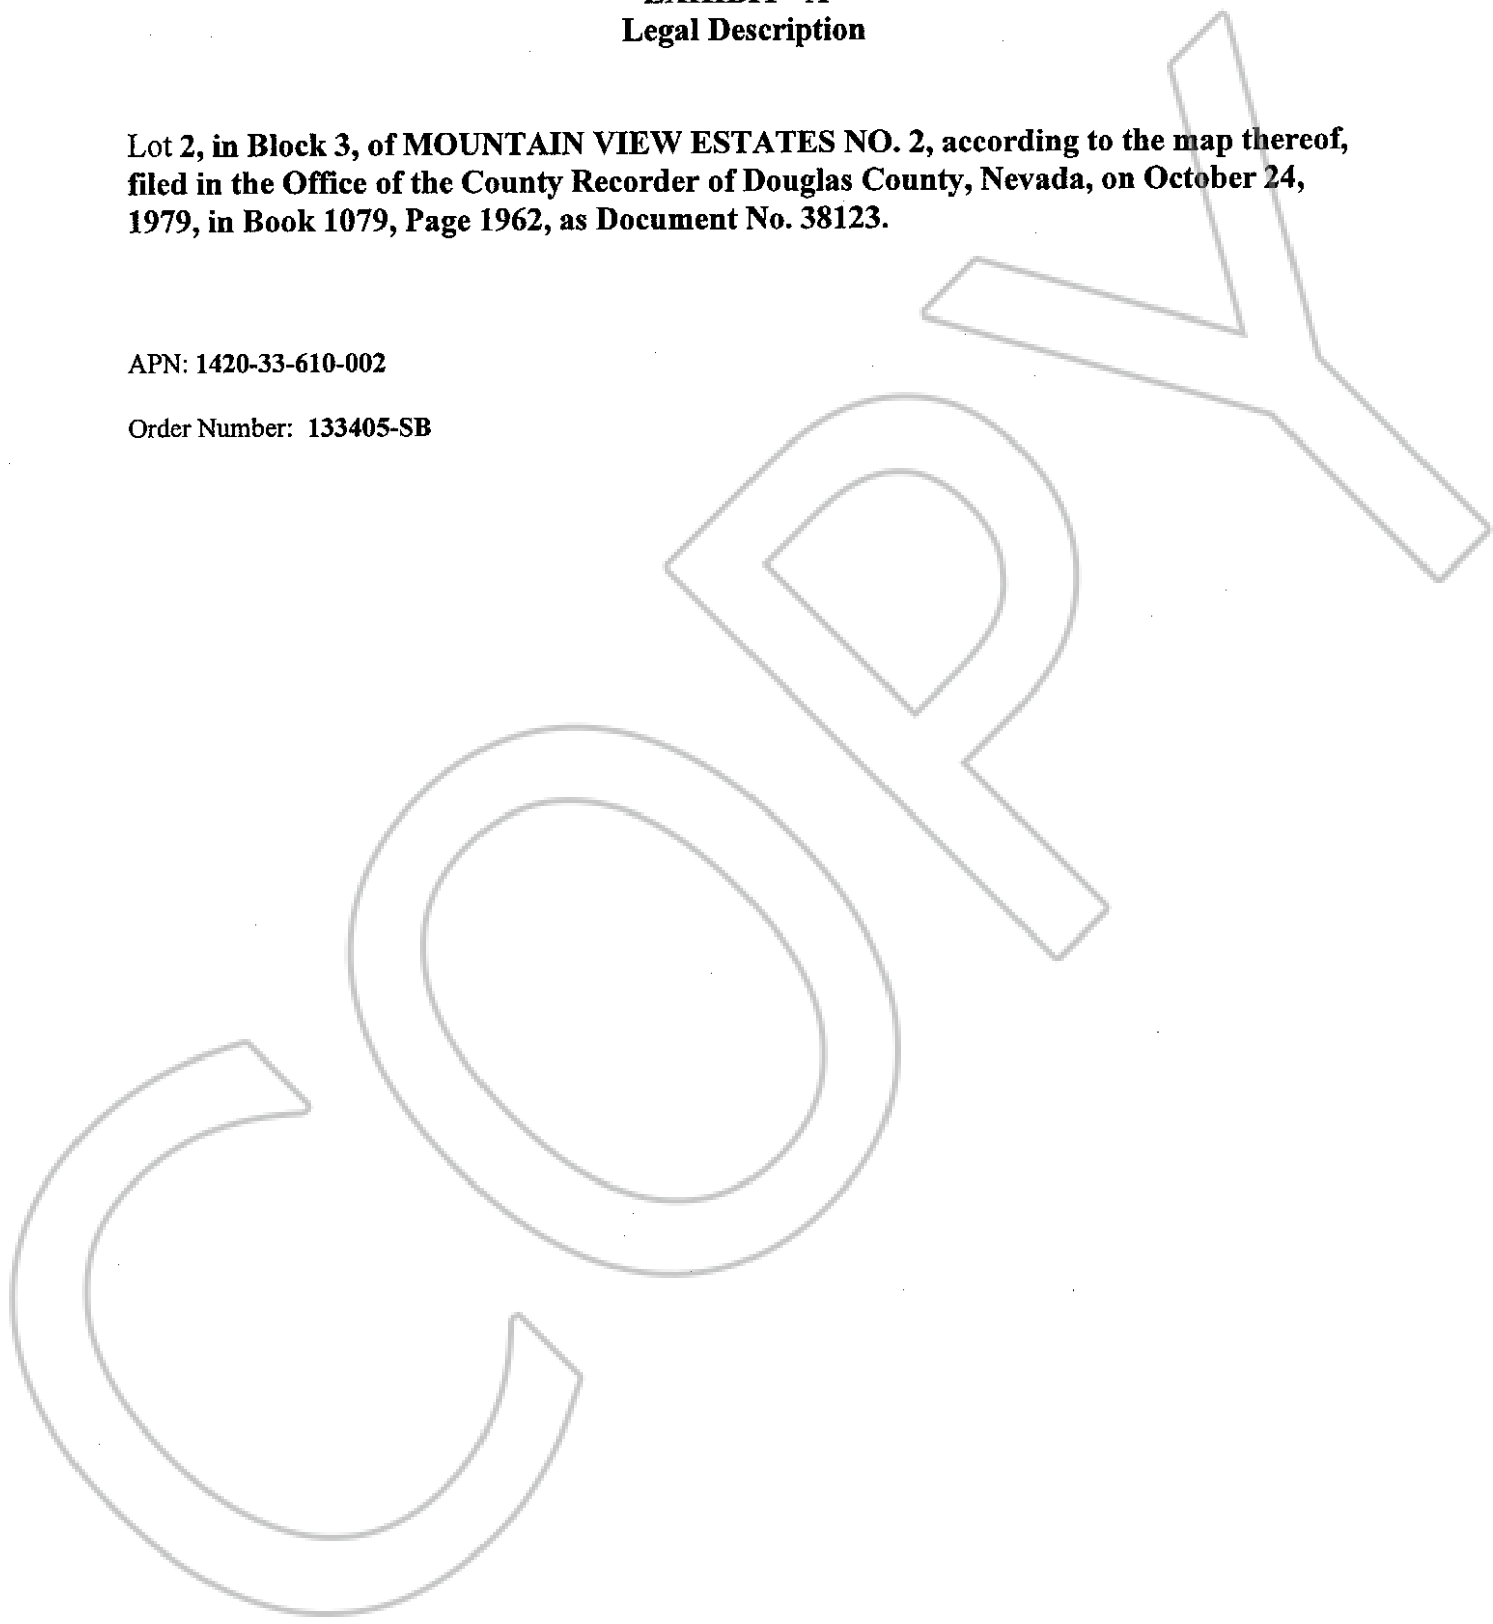 Legal Description
Lot 2, in Block 3, of MOUNTAIN VIEW ESTATES NO. 2, according to the map thereof,
filed in the Office of the County Recorder of Douglas County, Nevada, on October 24,
1979, in Book 1079, Page 1962, as Document No. 38123.
APN: 1420-33-610-002
Order Number: 133405-SB
COPY